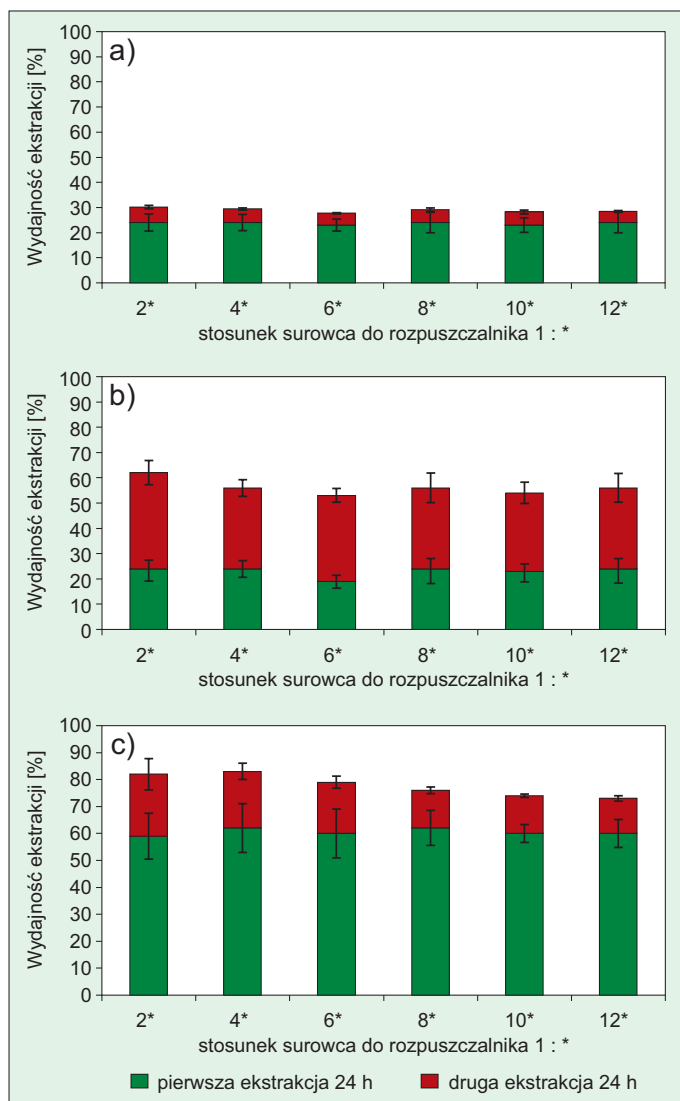 a)
Wydajność ekstrakcji [%]
100
90
80
70
60
50
40
30
20
10
0
2* 4* 6* 8* 10* 12*
stosunek surowca do rozpuszczalnika 1 : *
b)
Wydajność ekstrakcji [%]
100
90
80
70
60
50
40
30
20
10
0
2* 4* 6* 8* 10* 12*
stosunek surowca do rozpuszczalnika 1 : *
c)
Wydajność ekstrakcji [%]
100
90
80
70
60
50
40
30
20
10
0
2* 4* 6* 8* 10* 12*
stosunek surowca do rozpuszczalnika 1 : *
pierwsza ekstrakcja 24 h druga ekstrakcja 24 h